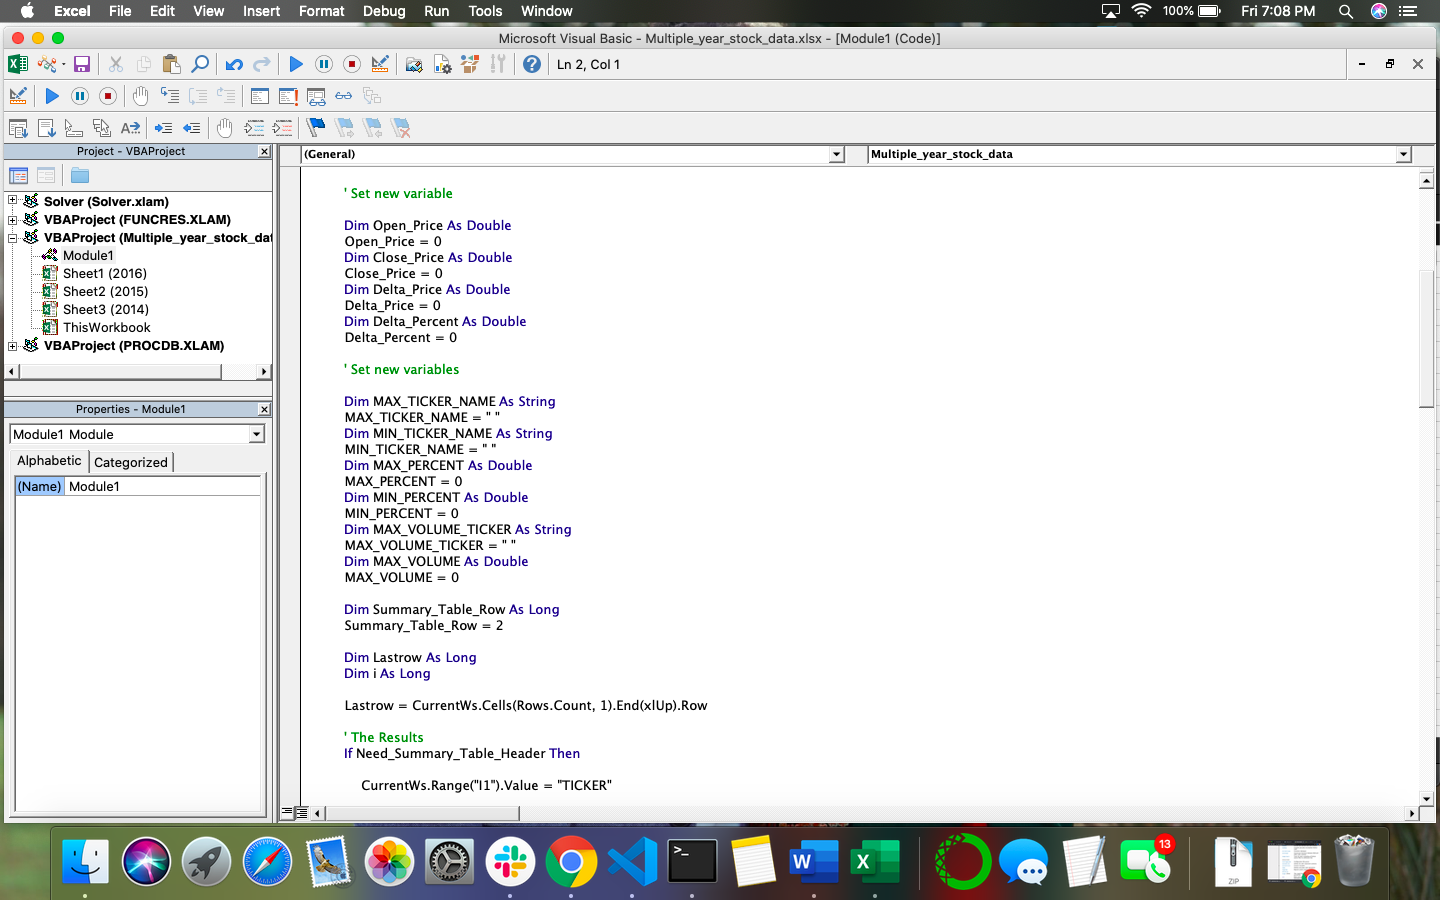 Excel File Edit View Insert Format Debug Run Tools Window 100% Fri 7:08 PM
Microsoft Visual Basic - Multiple_year_stock_data.xlsx - [Module1 (Code)]
Ln 2, Col 1
Project - VBAProject
(General) Multiple_year_stock_data
Solver (Solver.xlam)
VBAProject (FUNCRES.XLAM)
VBAProject (Multiple_year_stock_dat
Module1
Sheet1 (2016)
Sheet2 (2015)
Sheet3 (2014)
ThisWorkbook
VBAProject (PROCDB.XLAM)
Properties - Module1
Module1 Module
Alphabetic Categorized
(Name) Module1
' Set new variable
Dim Open_Price As Double
Open_Price = 0
Dim Close_Price As Double
Close_Price = 0
Dim Delta_Price As Double
Delta_Price = 0
Dim Delta_Percent As Double
Delta_Percent = 0
' Set new variables
Dim MAX_TICKER_NAME As String
MAX_TICKER_NAME = " "
Dim MIN_TICKER_NAME As String
MIN_TICKER_NAME = " "
Dim MAX_PERCENT As Double
MAX_PERCENT = 0
Dim MIN_PERCENT As Double
MIN_PERCENT = 0
Dim MAX_VOLUME_TICKER As String
MAX_VOLUME_TICKER = " "
Dim MAX_VOLUME As Double
MAX_VOLUME = 0
Dim Summary_Table_Row As Long
Summary_Table_Row = 2
Dim Lastrow As Long
Dim i As Long
Lastrow = CurrentWs.Cells(Rows.Count, 1).End(xlUp).Row
' The Results
If Need_Summary_Table_Header Then
CurrentWs.Range("I1").Value = "TICKER"
13
ZIP